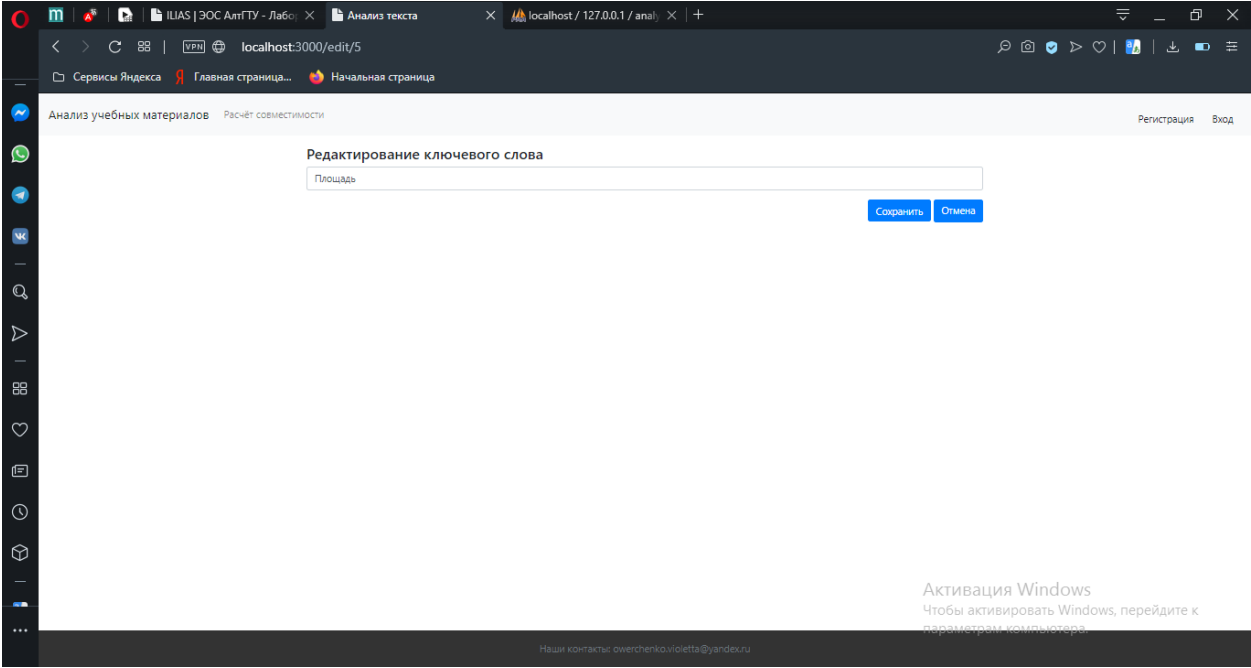 ILIAS | ЭОС АлтГТУ - Лабор
Анализ текста
localhost / 127.0.0.1 / analy
VPN
localhost:3000/edit/5
Сервисы Яндекса
Главная страница...
Начальная страница
Анализ учебных материалов
Расчёт совместимости
Регистрация
Вход
Редактирование ключевого слова
Площадь
Сохранить
Отмена
Активация Windows
Чтобы активировать Windows, перейдите к
параметрам компьютера.
Наши контакты: owerchenko.violetta@yandex.ru